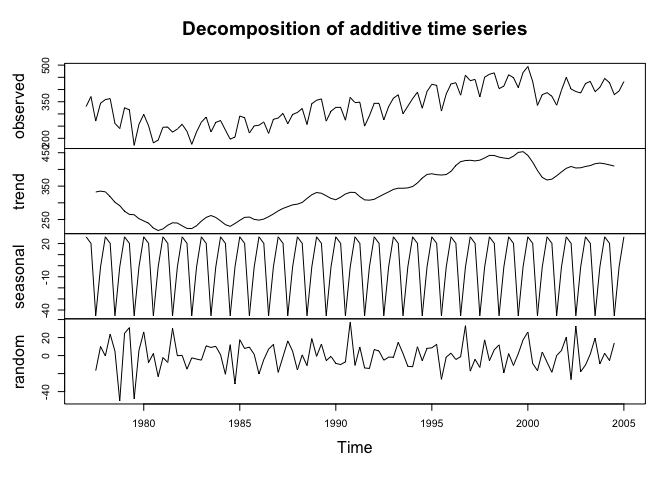 Decomposition of additive time series
observed
200
350
500
trend
250
350
450
seasonal
-40
-10
20
random
-40
0
20
1980 1985 1990 1995 2000 2005
Time